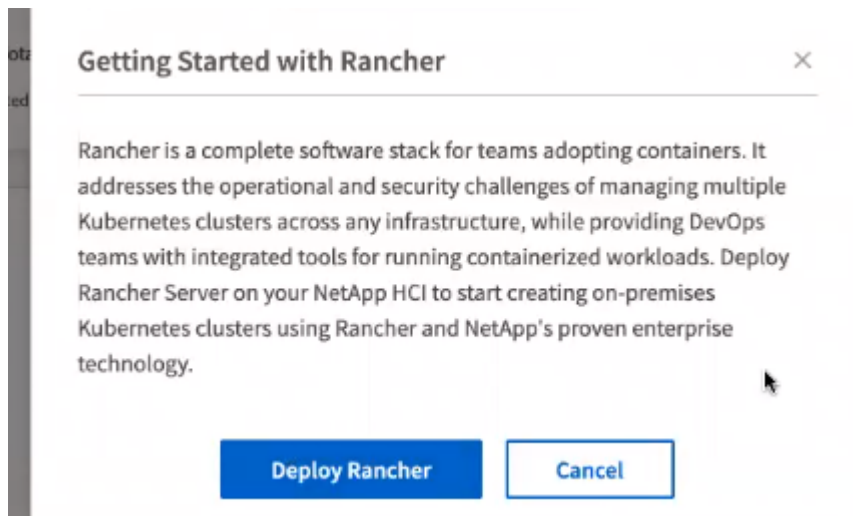 Getting Started with Rancher
Rancher is a complete software stack for teams adopting containers. It
addresses the operational and security challenges of managing multiple
Kubernetes clusters across any infrastructure, while providing DevOps
teams with integrated tools for running containerized workloads. Deploy
Rancher Server on your NetApp HCI to start creating on-premises
Kubernetes clusters using Rancher and NetApp's proven enterprise
technology.
Deploy Rancher
Cancel